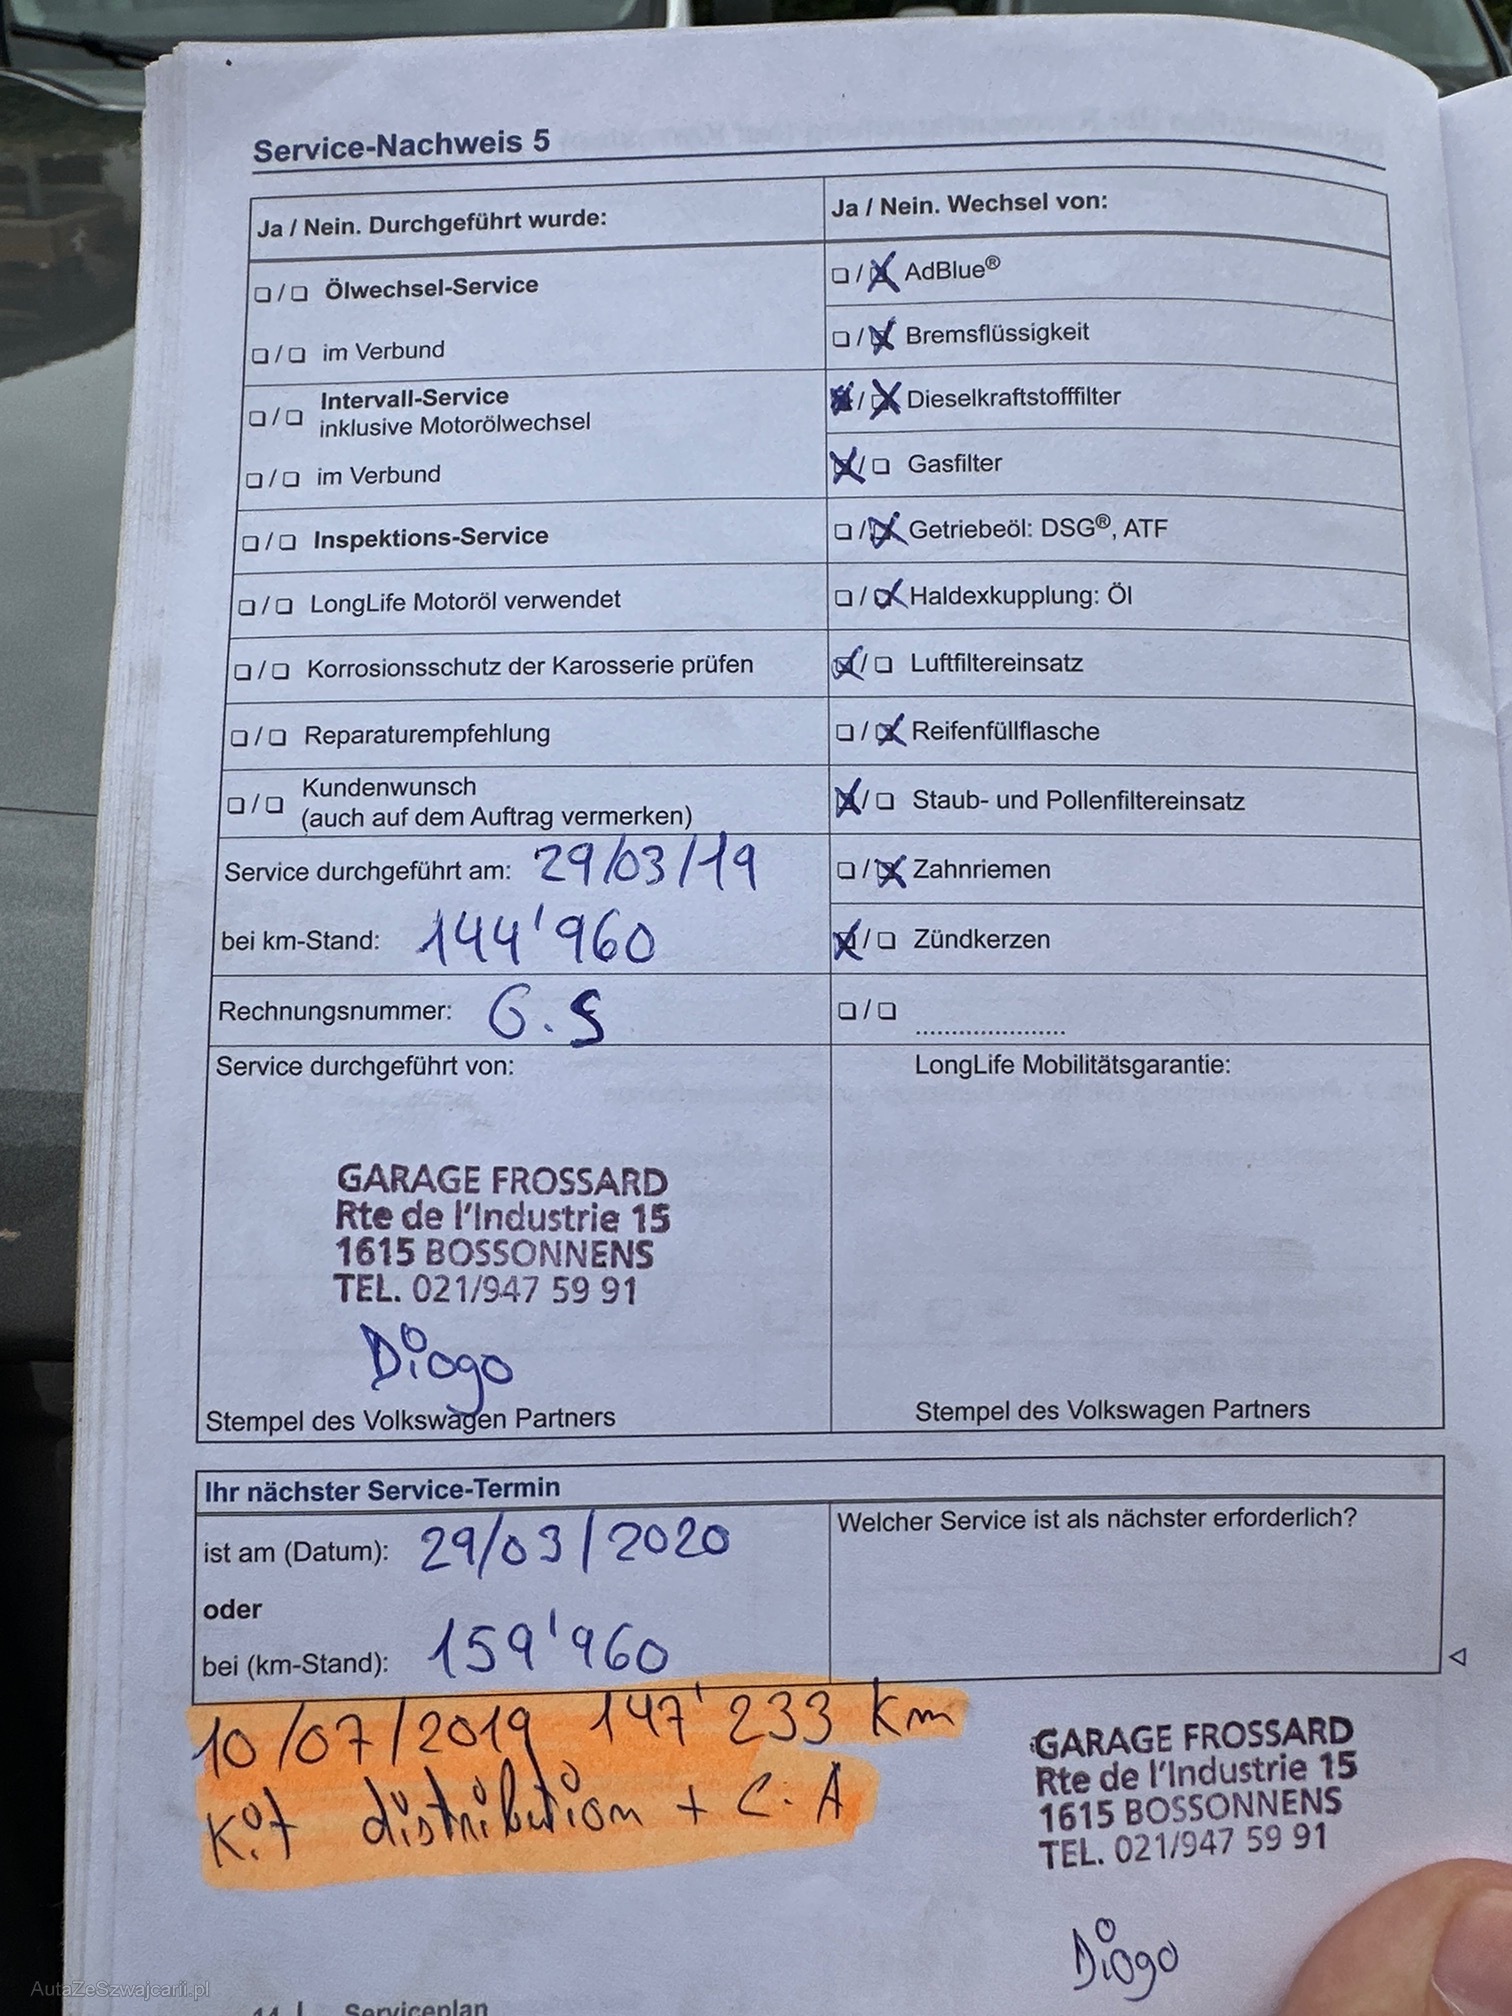 Service-Nachweis 5
Ja / Nein. Durchgeführt wurde:
❏ / ❏ Ölwechsel-Service
❏ / ❏ im Verbund
❏ / ❏ Intervall-Service
inklusive Motorölwechsel
❏ / ❏ im Verbund
❏ / ❏ Inspektions-Service
❏ / ❏ LongLife Motoröl verwendet
❏ / ❏ Korrosionsschutz der Karosserie prüfen
❏ / ❏ Reparaturempfehlung
❏ / ❏ Kundenwunsch
(auch auf dem Auftrag vermerken)
Service durchgeführt am: 29/03/19
bei km-Stand: 144'960
Rechnungsnummer: G.S
Ja / Nein. Wechsel von:
❏ / ☒ AdBlue®
❏ / ☒ Bremsflüssigkeit
☒ / ☒ Dieselkraftstofffilter
☒ / ❏ Gasfilter
❏ / ☒ Getriebeöl: DSG®, ATF
❏ / ☒ Haldexkupplung: Öl
☒ / ❏ Luftfiltereinsatz
❏ / ☒ Reifenfüllflasche
☒ / ❏ Staub- und Pollenfiltereinsatz
❏ / ☒ Zahnriemen
☒ / ❏ Zündkerzen
❏ / ❏ ......................
Service durchgeführt von:
GARAGE FROSSARD
Rte de l'Industrie 15
1615 BOSSONNENS
TEL. 021/947 59 91
Diogo
Stempel des Volkswagen Partners
LongLife Mobilitätsgarantie:
Stempel des Volkswagen Partners
Ihr nächster Service-Termin
ist am (Datum): 29/03/2020
oder
bei (km-Stand): 159'960
Welcher Service ist als nächster erforderlich?
10/07/2019 147'233 km
Kit distribution + C.A
GARAGE FROSSARD
Rte de l'Industrie 15
1615 BOSSONNENS
TEL. 021/947 59 91
Diogo
AutaZeSzwajcarii.pl
Serviceplan